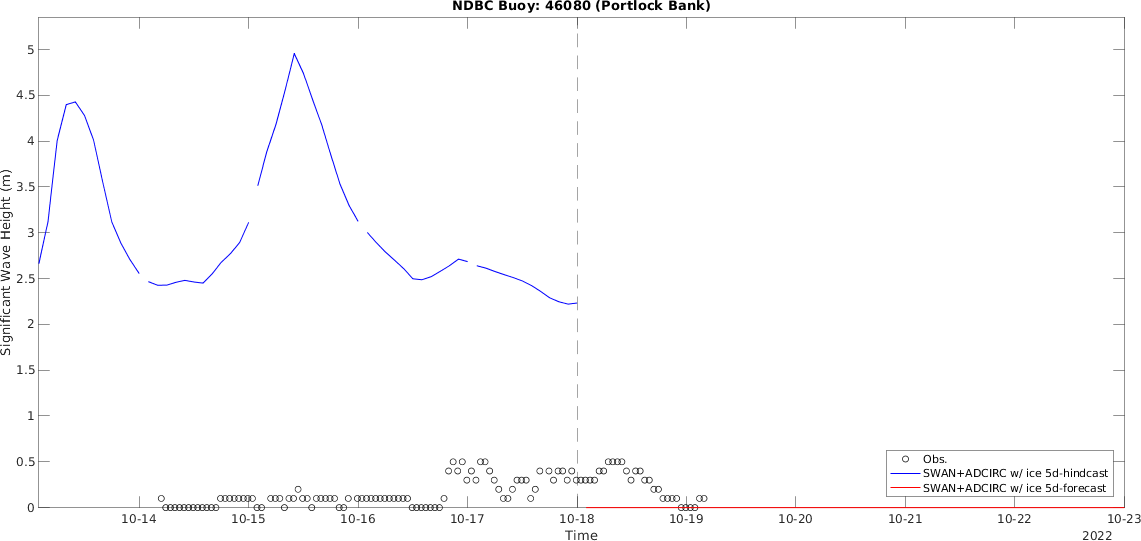 NDBC Buoy: 46080 (Portlock Bank)
5
4.5
4
3.5
3
2.5
2
1.5
1
0.5
0
Significant Wave Height (m)
Obs.
SWAN+ADCIRC w/ ice 5d-hindcast
SWAN+ADCIRC w/ ice 5d-forecast
10-14 10-15 10-16 10-17 10-18 10-19 10-20 10-21 10-22 10-23
Time
2022